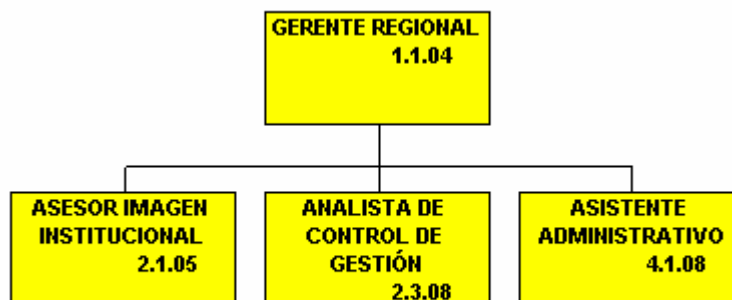 GERENTE REGIONAL
1.1.04
ASESOR IMAGEN
INSTITUCIONAL
2.1.05
ANALISTA DE
CONTROL DE
GESTIÓN
2.3.08
ASISTENTE
ADMINISTRATIVO
4.1.08